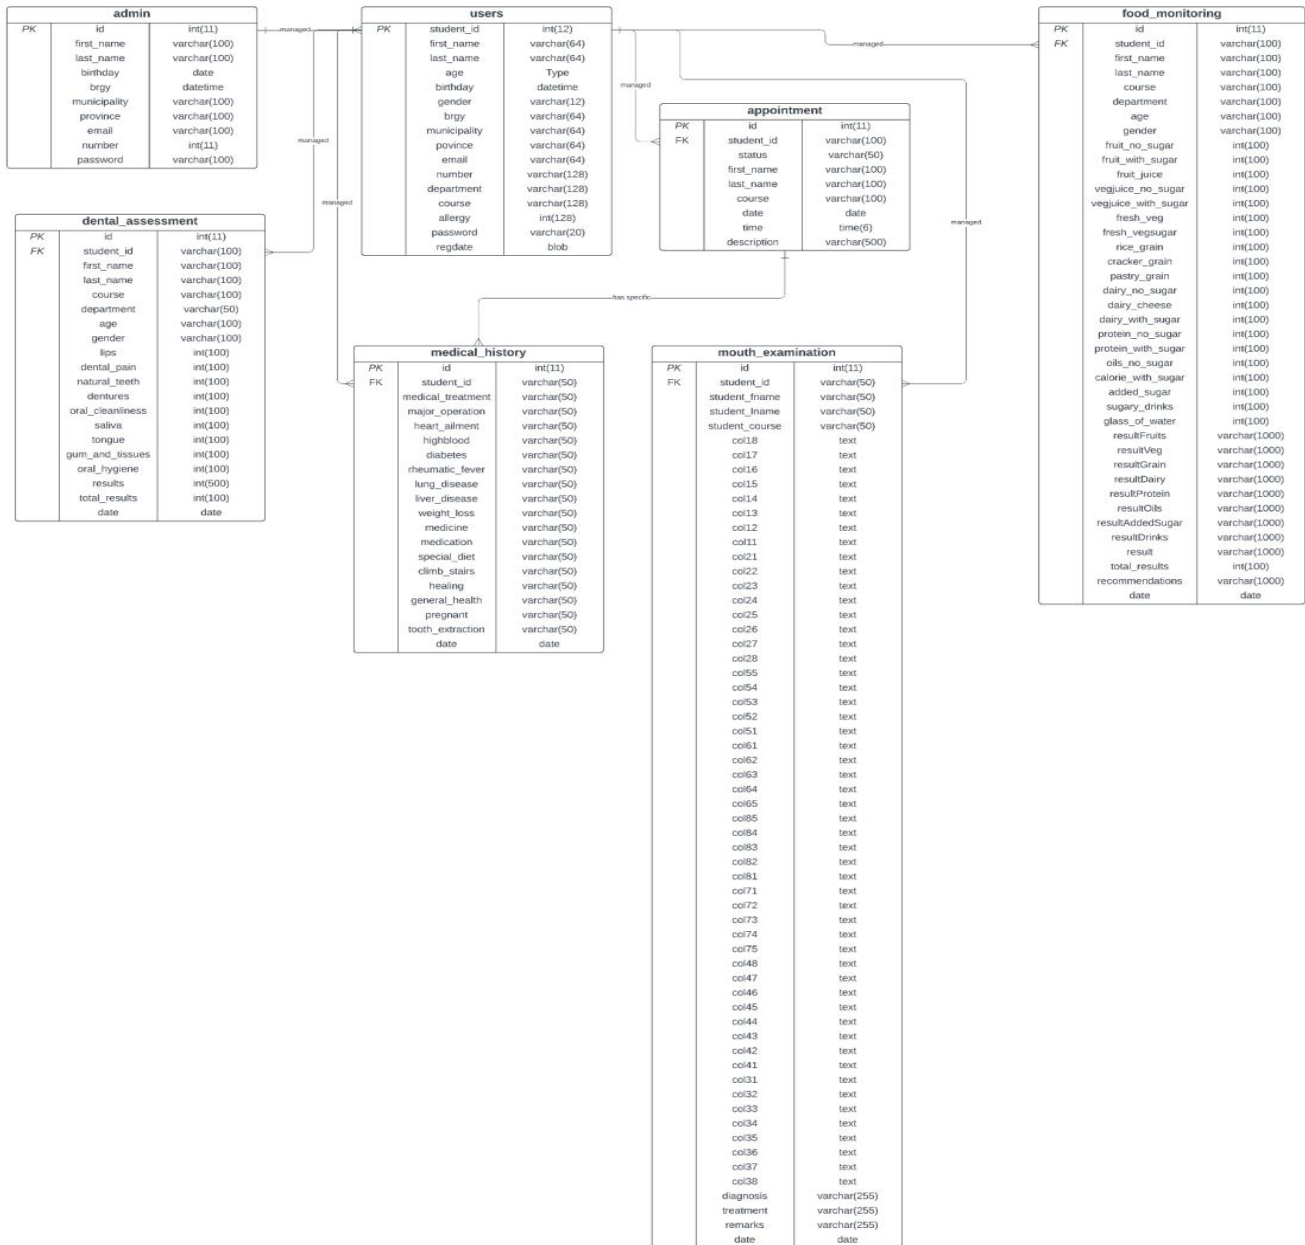 admin
PK id int(11)
first_name varchar(100)
last_name varchar(100)
birthday date
brgy datetime
municipality varchar(100)
province varchar(100)
email varchar(100)
number int(11)
password varchar(100)
managed
users
PK student_id int(12)
first_name varchar(64)
last_name varchar(64)
age Type
birthday datetime
gender varchar(12)
brgy varchar(64)
municipality varchar(64)
povince varchar(64)
email varchar(64)
number varchar(128)
department varchar(128)
course varchar(128)
allergy int(128)
password varchar(20)
regdate blob
managed
managed
managed
managed
managed
appointment
PK id int(11)
FK student_id varchar(100)
status varchar(50)
first_name varchar(100)
last_name varchar(100)
course varchar(100)
date date
time time(6)
description varchar(500)
has specific
food_monitoring
PK id int(11)
FK student_id varchar(100)
first_name varchar(100)
last_name varchar(100)
course varchar(100)
department varchar(100)
age varchar(100)
gender varchar(100)
fruit_no_sugar int(100)
fruit_with_sugar int(100)
fruit_juice int(100)
vegjuice_no_sugar int(100)
vegjuice_with_sugar int(100)
fresh_veg int(100)
fresh_vegsugar int(100)
rice_grain int(100)
cracker_grain int(100)
pastry_grain int(100)
dairy_no_sugar int(100)
dairy_cheese int(100)
dairy_with_sugar int(100)
protein_no_sugar int(100)
protein_with_sugar int(100)
oils_no_sugar int(100)
calorie_with_sugar int(100)
added_sugar int(100)
sugary_drinks int(100)
glass_of_water int(100)
resultFruits varchar(1000)
resultVeg varchar(1000)
resultGrain varchar(1000)
resultDairy varchar(1000)
resultProtein varchar(1000)
resultOils varchar(1000)
resultAddedSugar varchar(1000)
resultDrinks varchar(1000)
result varchar(1000)
total_results int(100)
recommendations varchar(1000)
date date
dental_assessment
PK id int(11)
FK student_id varchar(100)
first_name varchar(100)
last_name varchar(100)
course varchar(100)
department varchar(50)
age varchar(100)
gender varchar(100)
lips int(100)
dental_pain int(100)
natural_teeth int(100)
dentures int(100)
oral_cleanliness int(100)
saliva int(100)
tongue int(100)
gum_and_tissues int(100)
oral_hygiene int(100)
results int(500)
total_results int(100)
date date
medical_history
PK id int(11)
FK student_id varchar(50)
medical_treatment varchar(50)
major_operation varchar(50)
heart_ailment varchar(50)
highblood varchar(50)
diabetes varchar(50)
rheumatic_fever varchar(50)
lung_disease varchar(50)
liver_disease varchar(50)
weight_loss varchar(50)
medicine varchar(50)
medication varchar(50)
special_diet varchar(50)
climb_stairs varchar(50)
healing varchar(50)
general_health varchar(50)
pregnant varchar(50)
tooth_extraction varchar(50)
date date
mouth_examination
PK id int(11)
FK student_id varchar(50)
student_fname varchar(50)
student_lname varchar(50)
student_course varchar(50)
col18 text
col17 text
col16 text
col15 text
col14 text
col13 text
col12 text
col11 text
col21 text
col22 text
col23 text
col24 text
col25 text
col26 text
col27 text
col28 text
col55 text
col54 text
col53 text
col52 text
col51 text
col61 text
col62 text
col63 text
col64 text
col65 text
col85 text
col84 text
col83 text
col82 text
col81 text
col71 text
col72 text
col73 text
col74 text
col75 text
col48 text
col47 text
col46 text
col45 text
col44 text
col43 text
col42 text
col41 text
col31 text
col32 text
col33 text
col34 text
col35 text
col36 text
col37 text
col38 text
diagnosis varchar(255)
treatment varchar(255)
remarks varchar(255)
date date